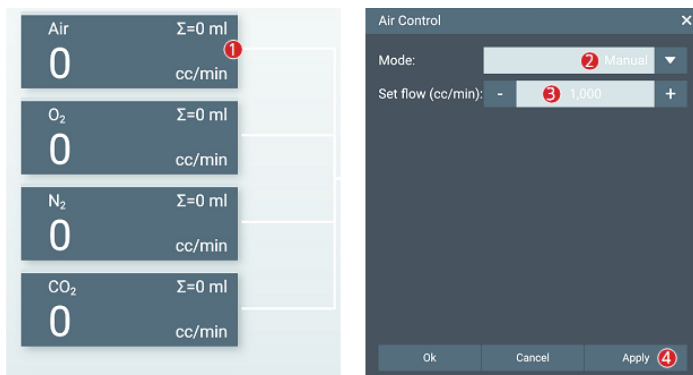 Air Σ=0 ml
1
0 cc/min
O₂ Σ=0 ml
0 cc/min
N₂ Σ=0 ml
0 cc/min
CO₂ Σ=0 ml
0 cc/min
Air Control ×
Mode: 2 Manual
Set flow (cc/min): - 3 1,000 +
Ok Cancel Apply 4